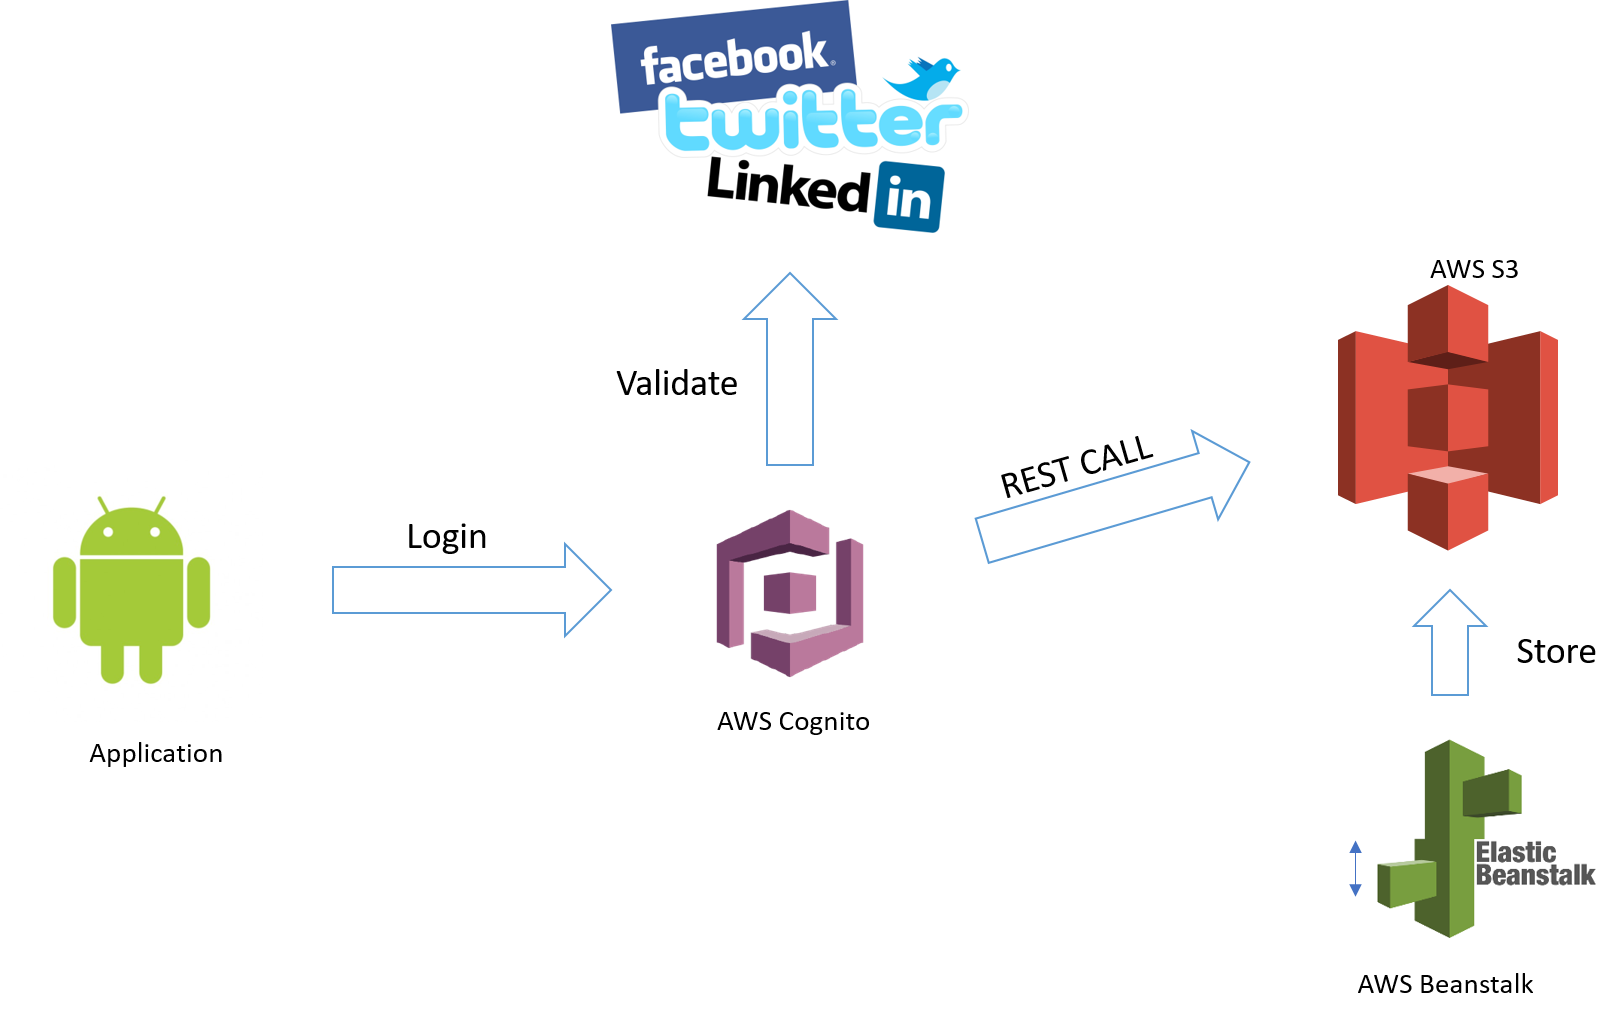 facebook
twitter
Linked in
AWS S3
Validate
REST CALL
Login
Store
AWS Cognito
Application
Elastic
Beanstalk
AWS Beanstalk